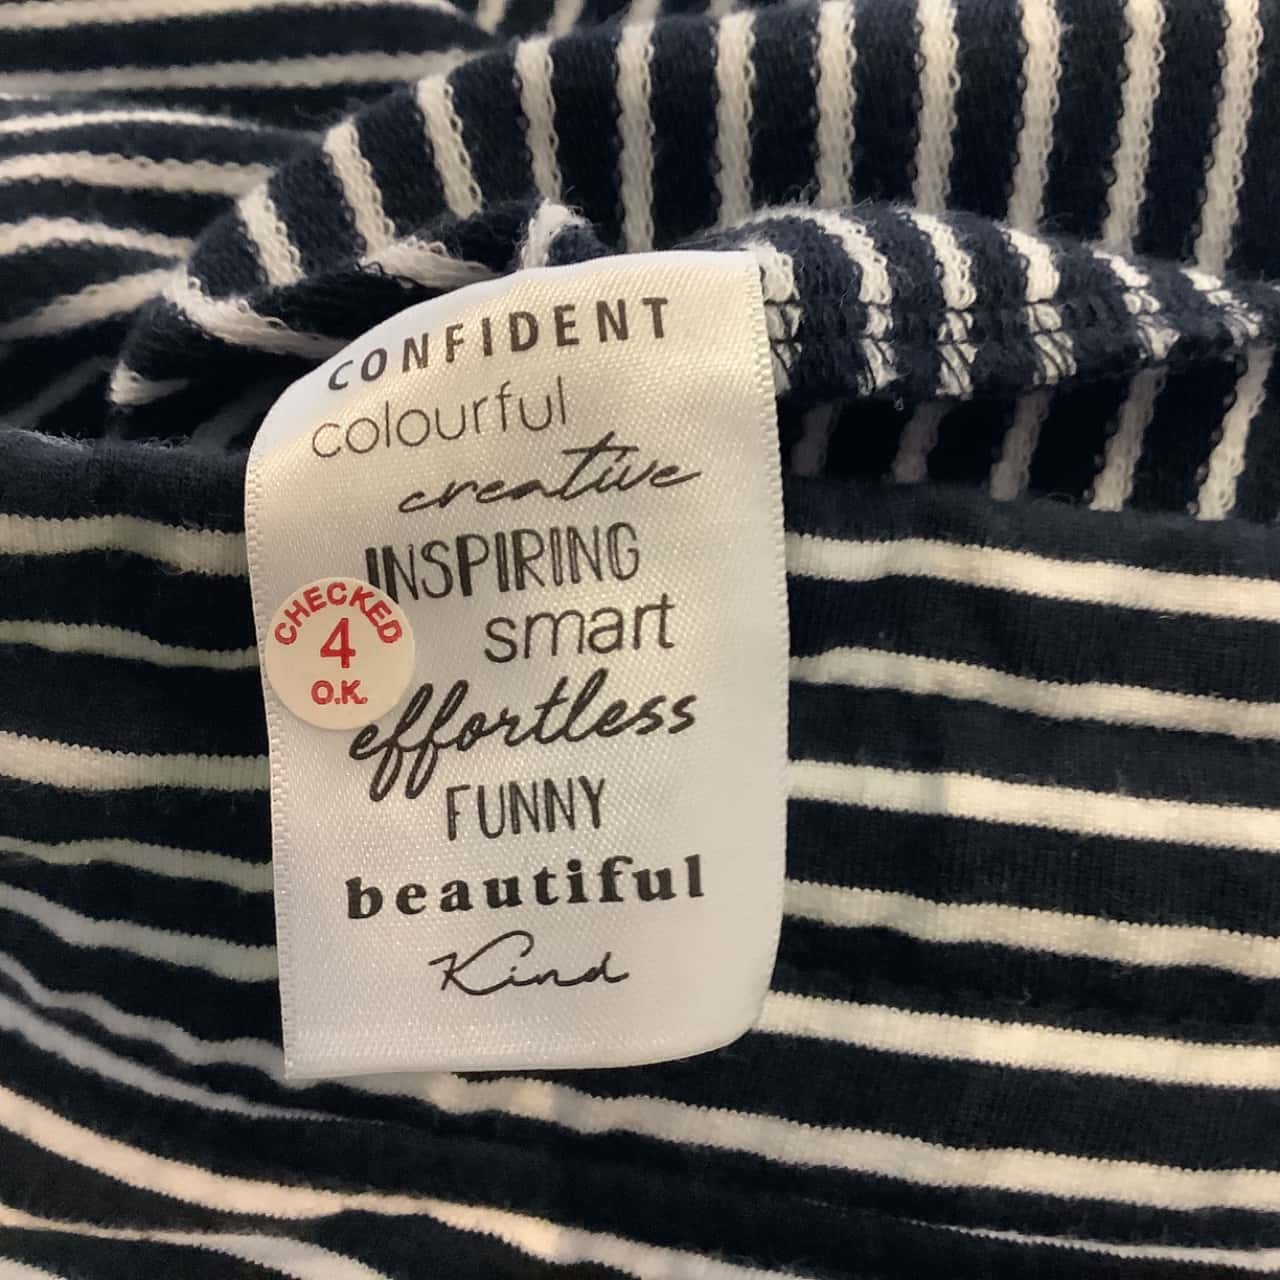 CONFIDENT
colourful
creative
INSPIRING
smart
CHECKED
4
O.K.
effortless
FUNNY
beautiful
Kind